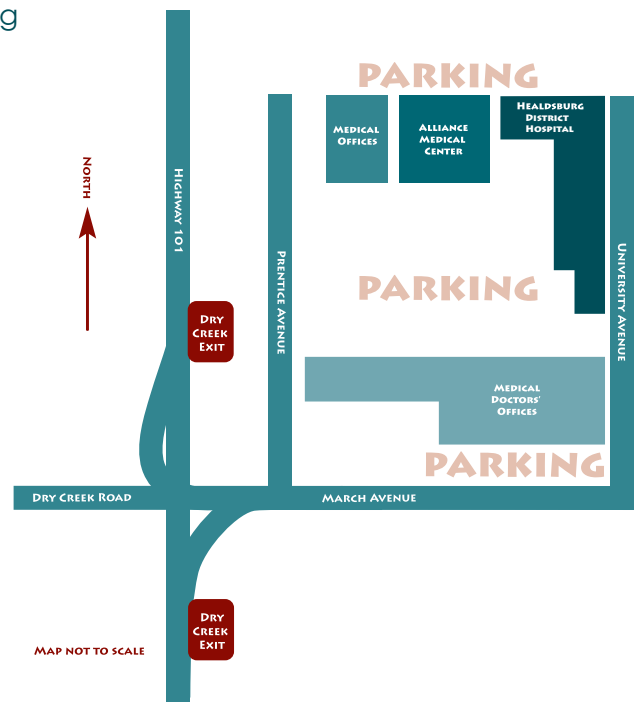 g
PARKING
HEALDSBURG
DISTRICT
HOSPITAL
MEDICAL
OFFICES
ALLIANCE
MEDICAL
CENTER
NORTH
HIGHWAY 101
PRENTICE AVENUE
UNIVERSITY AVENUE
PARKING
DRY
CREEK
EXIT
MEDICAL
DOCTORS'
OFFICES
PARKING
DRY CREEK ROAD
MARCH AVENUE
DRY
CREEK
EXIT
MAP NOT TO SCALE